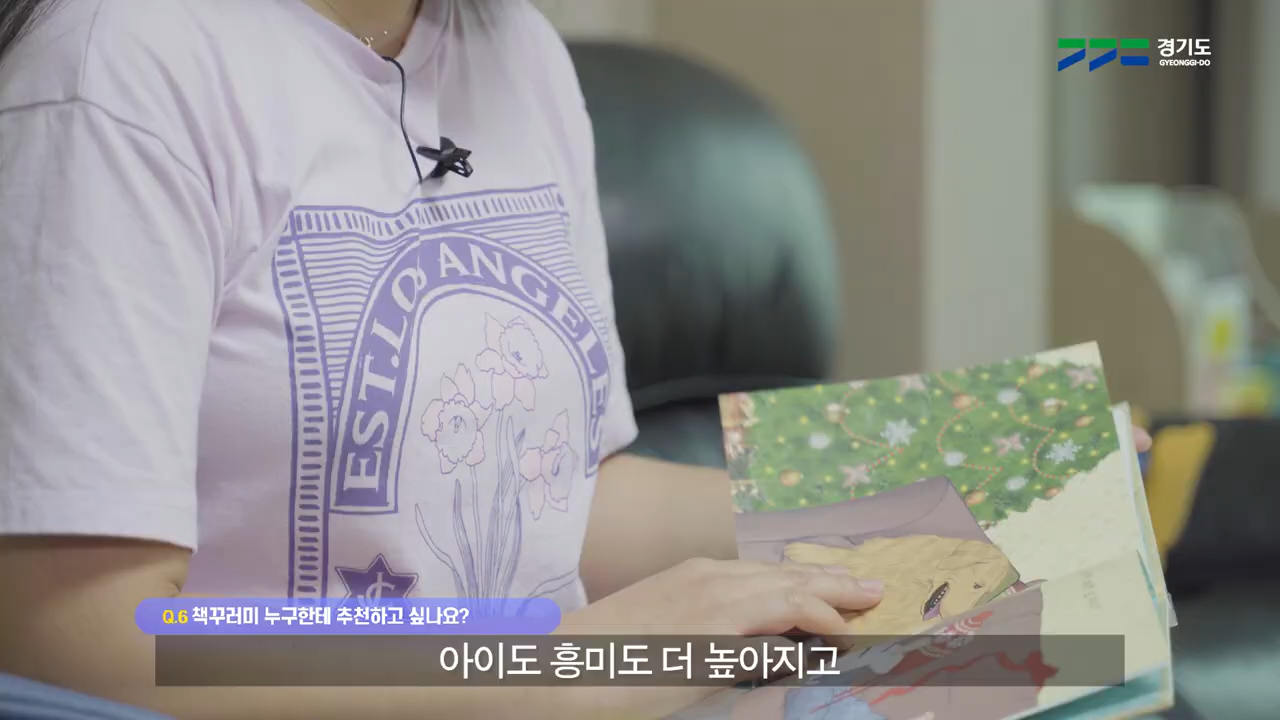 경기도
GYEONGGI-DO
EST. LOS ANGELES
Q.6 책꾸러미 누구한테 추천하고 싶나요?
아이도 흥미도 더 높아지고